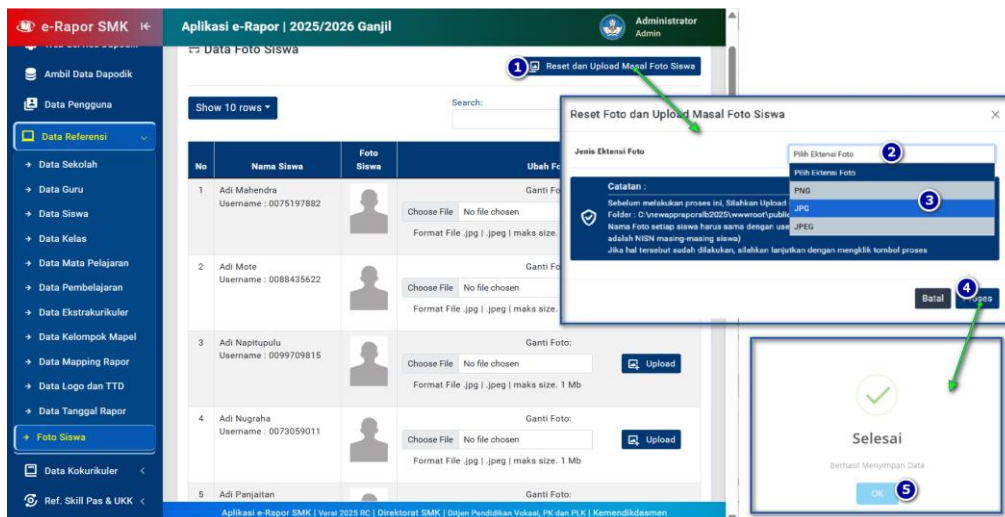 e-Rapor SMK
Aplikasi e-Rapor | 2025/2026 Ganjil
Administrator
Admin
Ambil Data Dapodik
Data Pengguna
Data Referensi
Data Sekolah
Data Guru
Data Siswa
Data Kelas
Data Mata Pelajaran
Data Pembelajaran
Data Ekstrakurikuler
Data Kelompok Mapel
Data Mapping Rapor
Data Logo dan TTD
Data Tanggal Rapor
Foto Siswa
Data Kokurikuler
Ref. Skill Pas & UKK
Data Foto Siswa
1
Reset dan Upload Masal Foto Siswa
Show 10 rows
Search:
No
Nama Siswa
Foto Siswa
Ubah Fo
1
Adi Mahendra
Username : 0075197882
Ganti Fo
Choose File No file chosen
Format File .jpg | .jpeg | maks size.
2
Adi Mote
Username : 0088435622
Ganti Fo
Choose File No file chosen
Format File .jpg | .jpeg | maks size. 1
3
Adi Napitupulu
Username : 0099709815
Ganti Foto:
Choose File No file chosen
Upload
Format File .jpg | .jpeg | maks size. 1 Mb
4
Adi Nugraha
Username : 0073059011
Ganti Foto:
Choose File No file chosen
Upload
Format File .jpg | .jpeg | maks size. 1 Mb
5
Adi Panjaitan
Ganti Foto:
Aplikasi e-Rapor SMK | Versi 2025 RC | Direktorat SMK | Ditjen Pendidikan Vokasi, PK dan PLK | Kemendikdasmen
Reset Foto dan Upload Masal Foto Siswa
Jenis Ektensi Foto
Pilih Ektensi Foto
2
Pilih Ektensi Foto
PNG
JPG
3
JPEG
Catatan :
Sebelum melakukan proses ini, Silahkan Upload
Folder : C:\newappraporslb2025\wwwroot\public
Nama Foto setiap siswa harus sama dengan use
adalah NISN masing-masing siswa)
Jika hal tersebut sudah dilakukan, silahkan lanjutkan dengan mengklik tombol proses
Batal
4
Proses
Selesai
Berhasil Menyimpan Data
OK
5